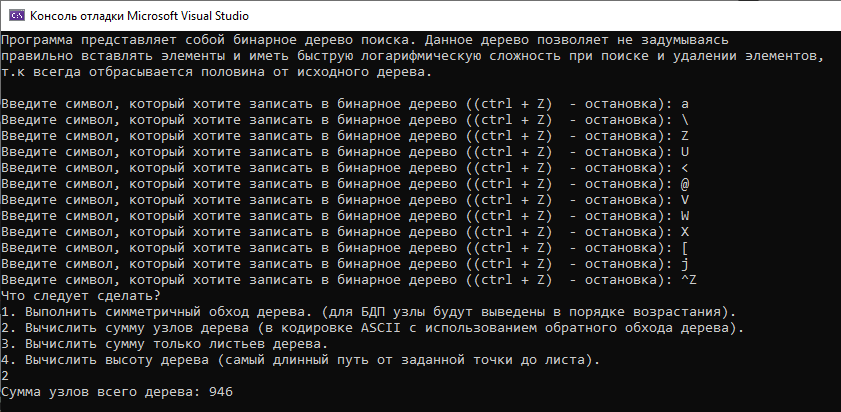 Консоль отладки Microsoft Visual Studio
Программа представляет собой бинарное дерево поиска. Данное дерево позволяет не задумываясь
правильно вставлять элементы и иметь быструю логарифмическую сложность при поиске и удалении элементов,
т.к всегда отбрасывается половина от исходного дерева.
Введите символ, который хотите записать в бинарное дерево ((ctrl + Z)  - остановка): a
Введите символ, который хотите записать в бинарное дерево ((ctrl + Z)  - остановка): \
Введите символ, который хотите записать в бинарное дерево ((ctrl + Z)  - остановка): Z
Введите символ, который хотите записать в бинарное дерево ((ctrl + Z)  - остановка): U
Введите символ, который хотите записать в бинарное дерево ((ctrl + Z)  - остановка): <
Введите символ, который хотите записать в бинарное дерево ((ctrl + Z)  - остановка): @
Введите символ, который хотите записать в бинарное дерево ((ctrl + Z)  - остановка): V
Введите символ, который хотите записать в бинарное дерево ((ctrl + Z)  - остановка): W
Введите символ, который хотите записать в бинарное дерево ((ctrl + Z)  - остановка): X
Введите символ, который хотите записать в бинарное дерево ((ctrl + Z)  - остановка): [
Введите символ, который хотите записать в бинарное дерево ((ctrl + Z)  - остановка): j
Введите символ, который хотите записать в бинарное дерево ((ctrl + Z)  - остановка): ^Z
Что следует сделать?
1. Выполнить симметричный обход дерева. (для БДП узлы будут выведены в порядке возрастания).
2. Вычислить сумму узлов дерева (в кодировке ASCII с использованием обратного обхода дерева).
3. Вычислить сумму только листьев дерева.
4. Вычислить высоту дерева (самый длинный путь от заданной точки до листа).
2
Сумма узлов всего дерева: 946